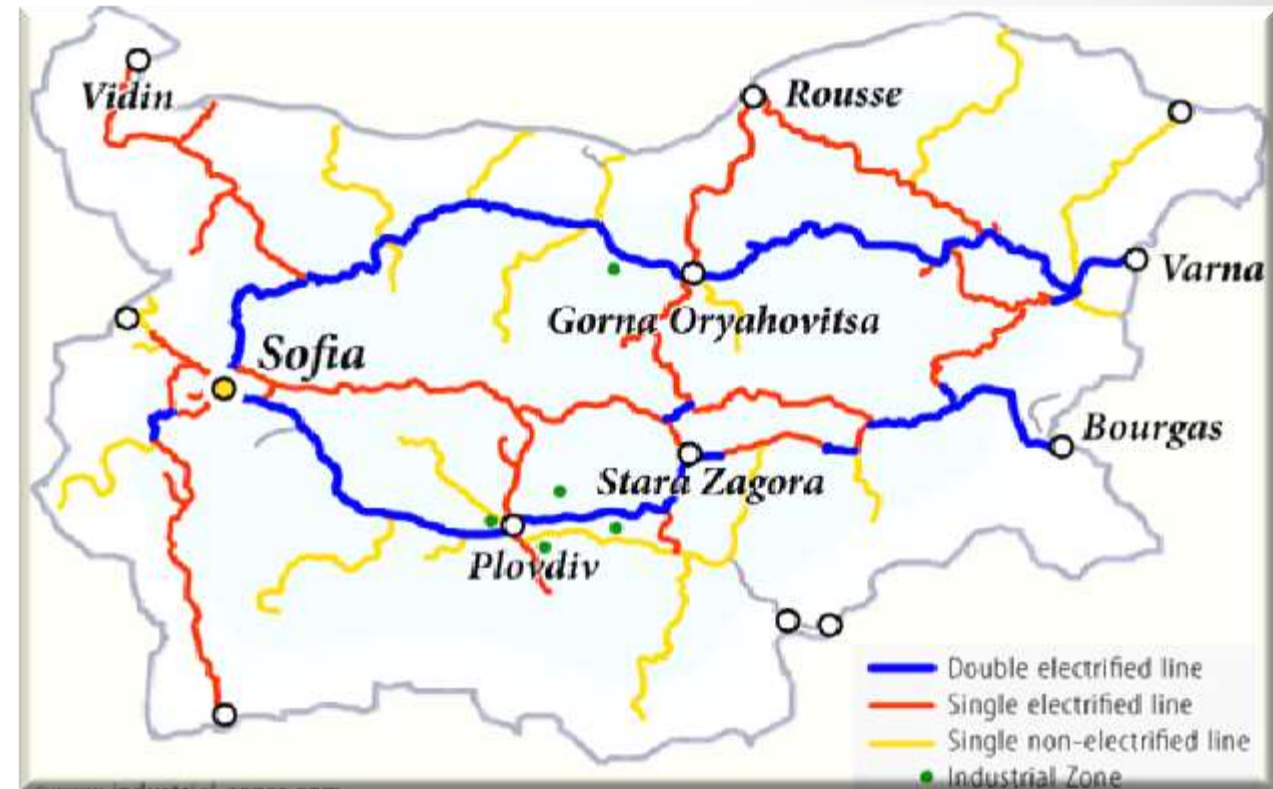 Vidin
Rousse
Varna
Gorna Oryahovitsa
Sofia
Bourgas
Stara Zagora
Plovdiv
Double electrified line
Single electrified line
Single non-electrified line
Industrial Zone